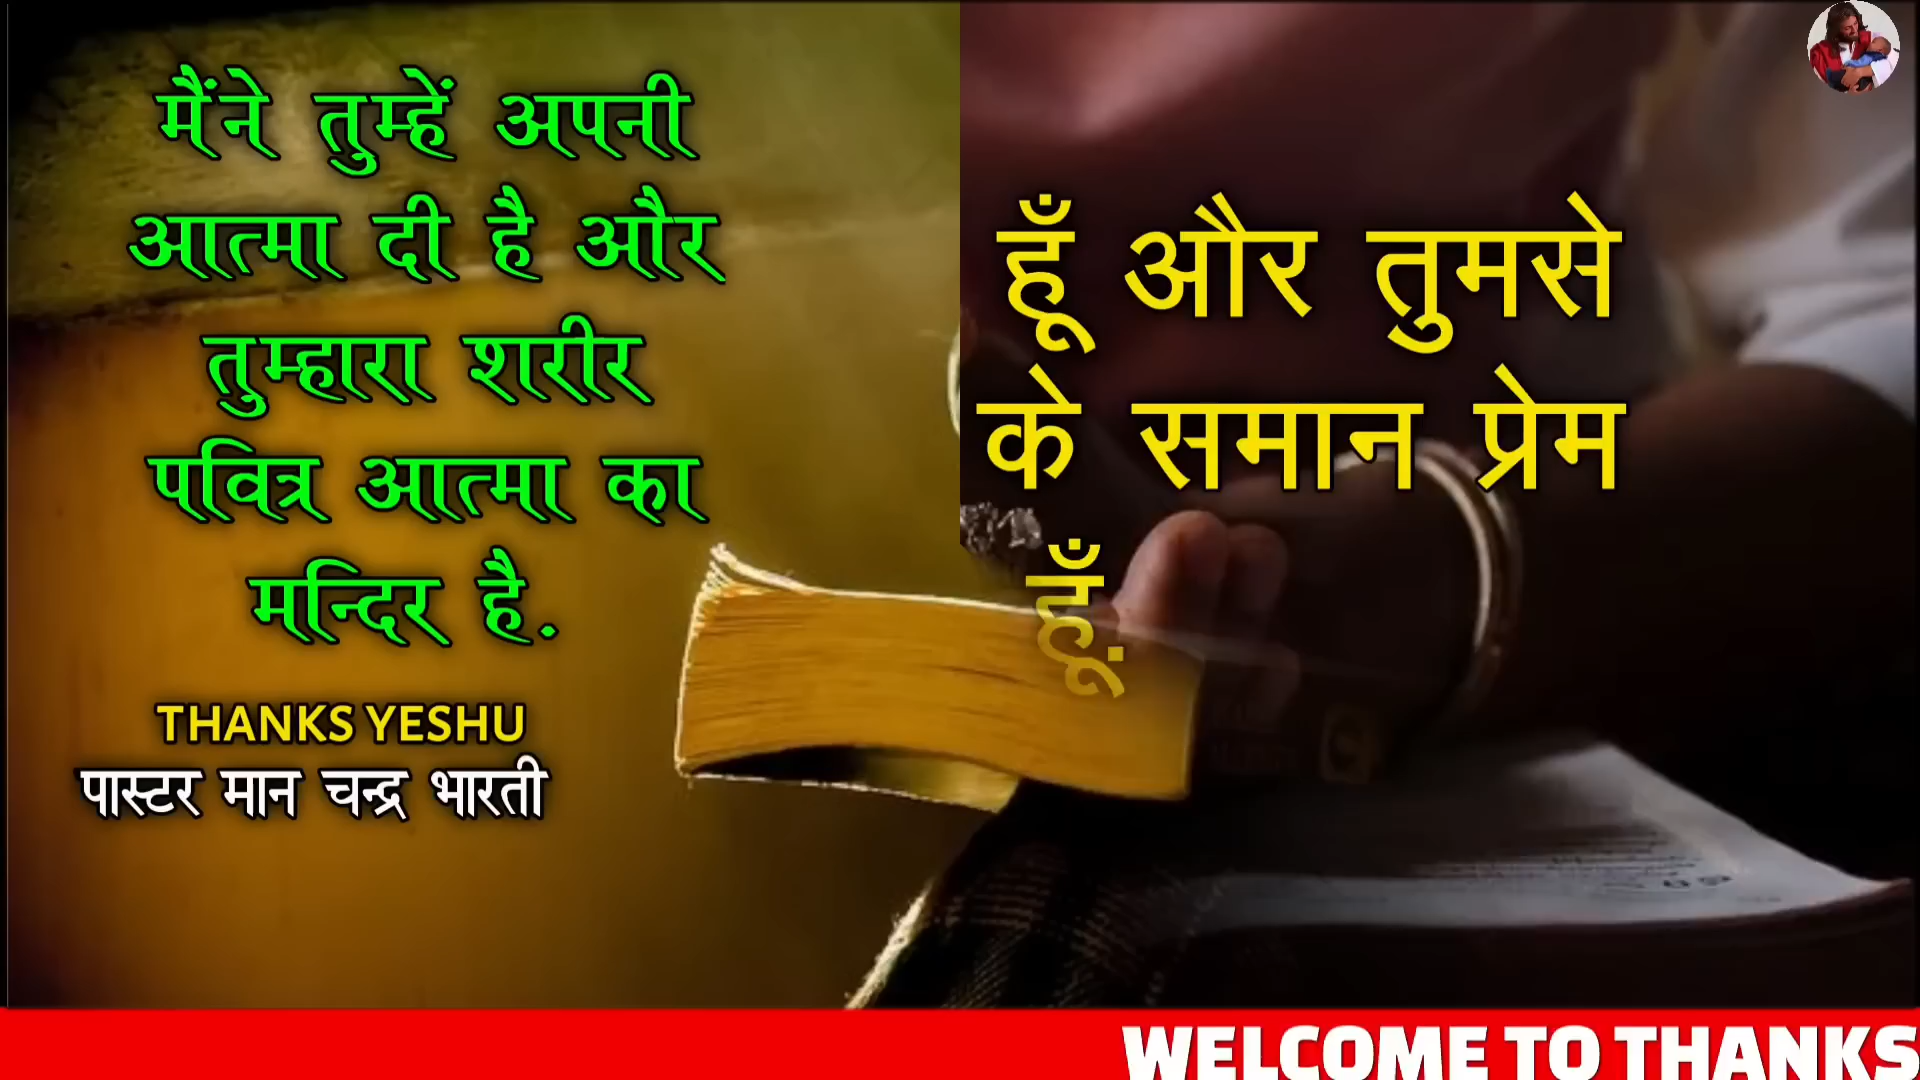 मैंने तुम्हें अपनी
आत्मा दी है और
तुम्हारा शरीर
पवित्र आत्मा का
मन्दिर है.
THANKS YESHU
पास्टर मान चन्द्र भारती
हूँ और तुमसे
के समान प्रेम
हूँ.
WELCOME TO THANKS